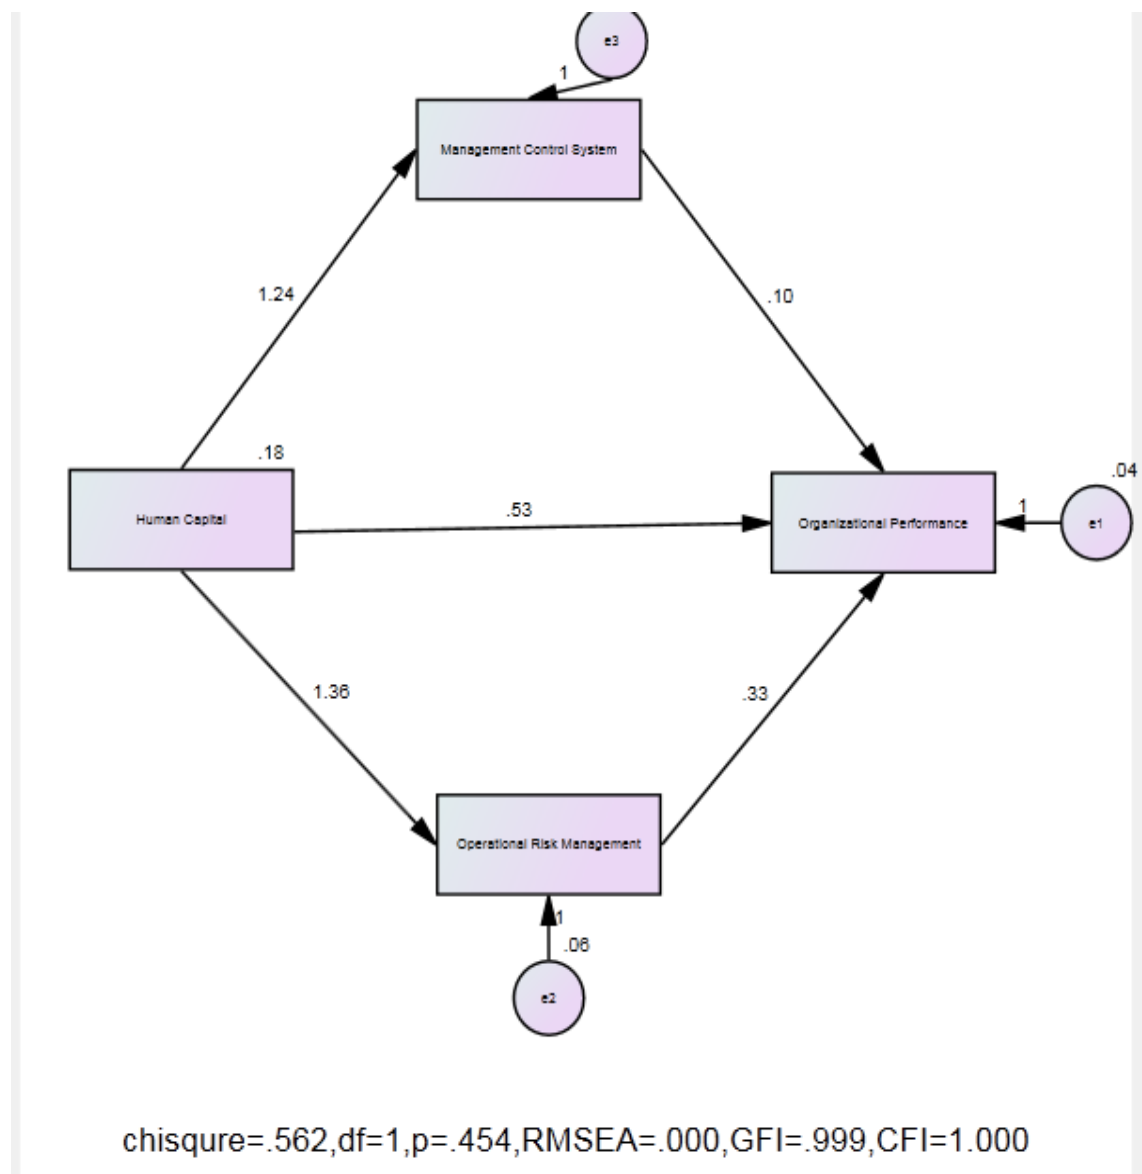 e3
1
Management Control System
1.24
.10
.18
Human Capital
.53
Organizational Performance
.04
1
e1
1.36
.33
Operational Risk Management
1
.06
e2
chisqure=.562,df=1,p=.454,RMSEA=.000,GFI=.999,CFI=1.000